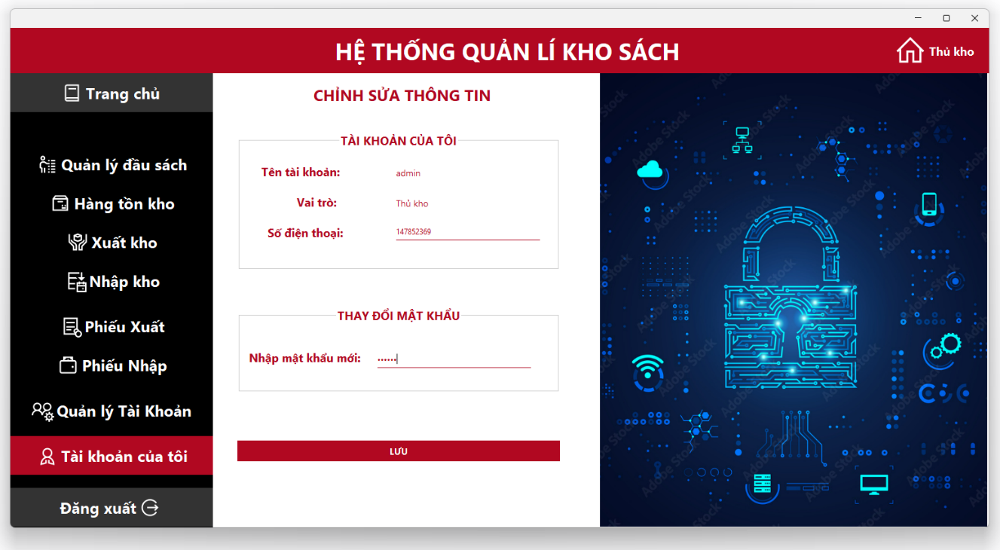 HỆ THỐNG QUẢN LÍ KHO SÁCH
Thủ kho
Trang chủ
Quản lý đầu sách
Hàng tồn kho
Xuất kho
Nhập kho
Phiếu Xuất
Phiếu Nhập
Quản lý Tài Khoản
Tài khoản của tôi
Đăng xuất
CHỈNH SỬA THÔNG TIN
TÀI KHOẢN CỦA TÔI
Tên tài khoản: admin
Vai trò: Thủ kho
Số điện thoại: 147852369
THAY ĐỔI MẬT KHẨU
Nhập mật khẩu mới: ••••••
LƯU
Adobe Stock